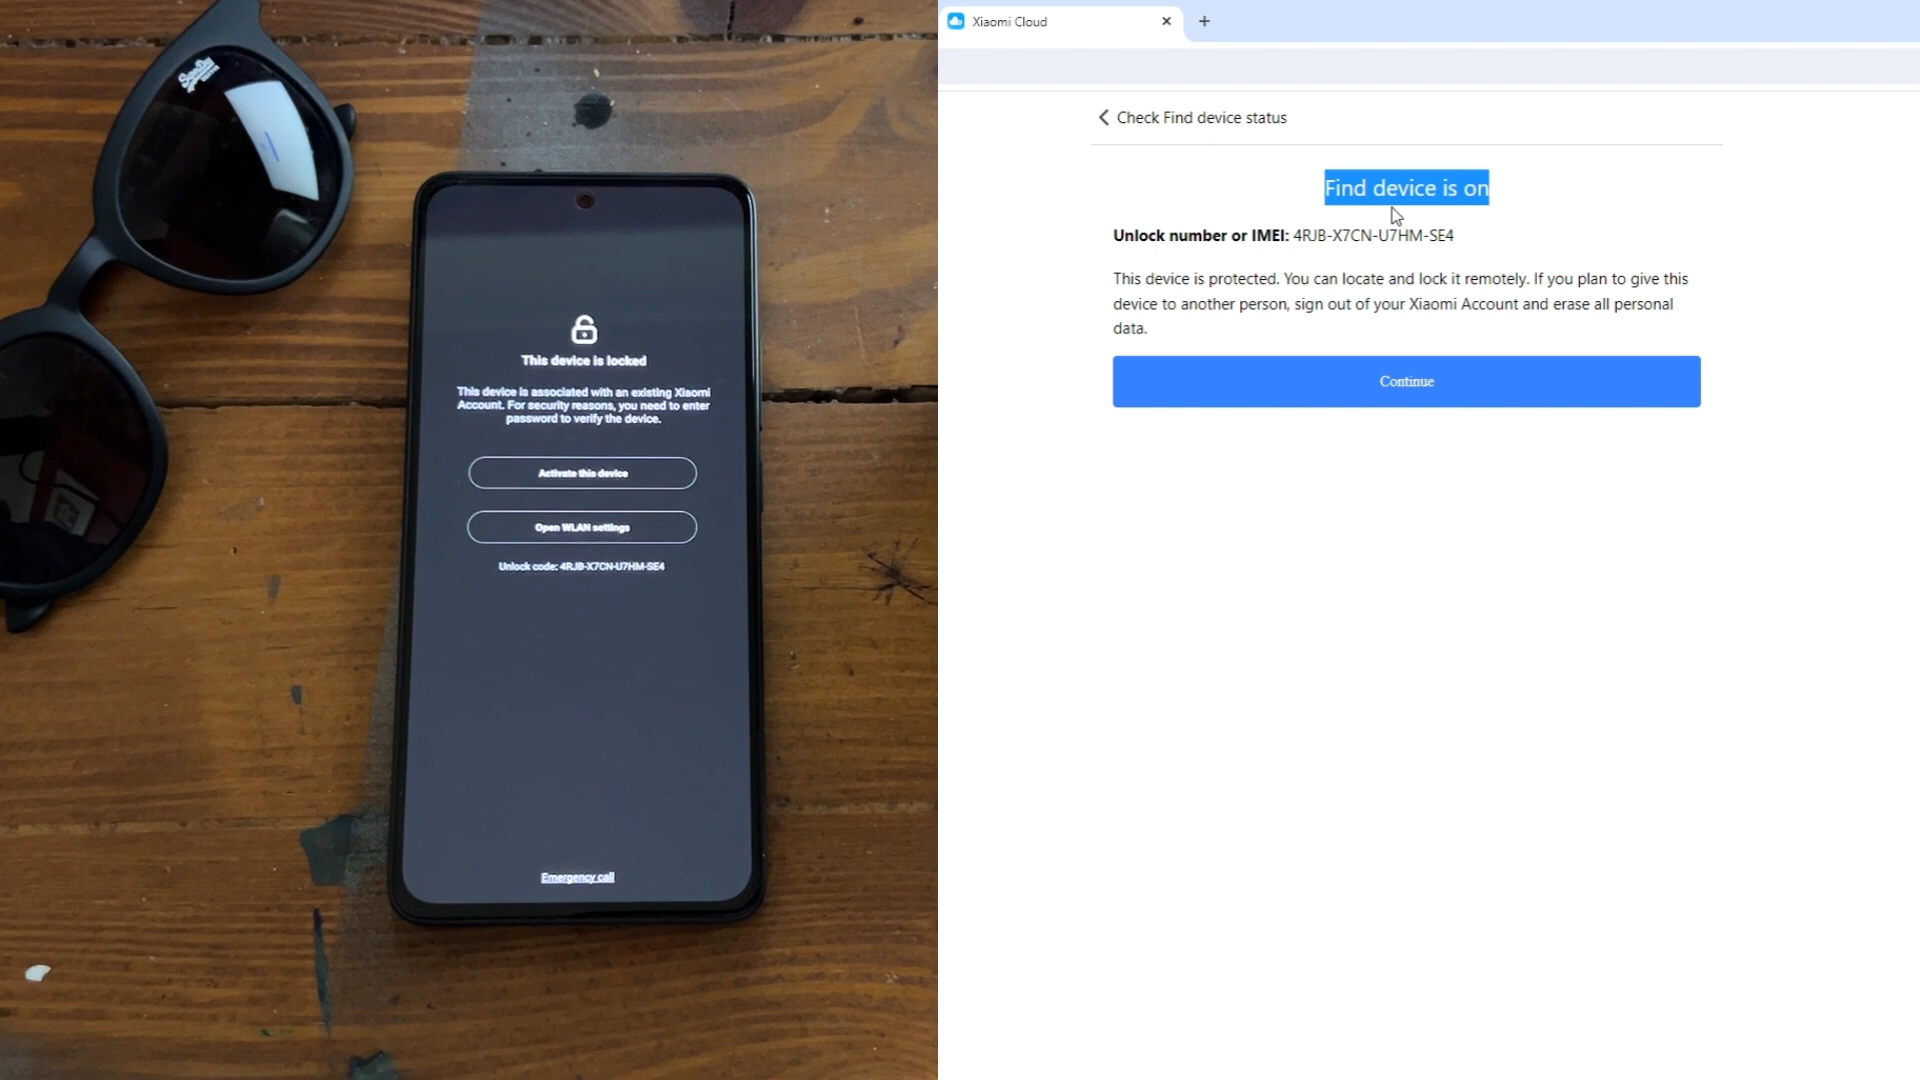 Superdry
This device is locked
This device is associated with an existing Xiaomi
Account. For security reasons, you need to enter
password to verify the device.
Activate this device
Open WLAN settings
Unlock code: 4RJB-X7CN-U7HM-SE4
Emergency call
Xiaomi Cloud
Check Find device status
Find device is on
Unlock number or IMEI: 4RJB-X7CN-U7HM-SE4
This device is protected. You can locate and lock it remotely. If you plan to give this
device to another person, sign out of your Xiaomi Account and erase all personal
data.
Continue